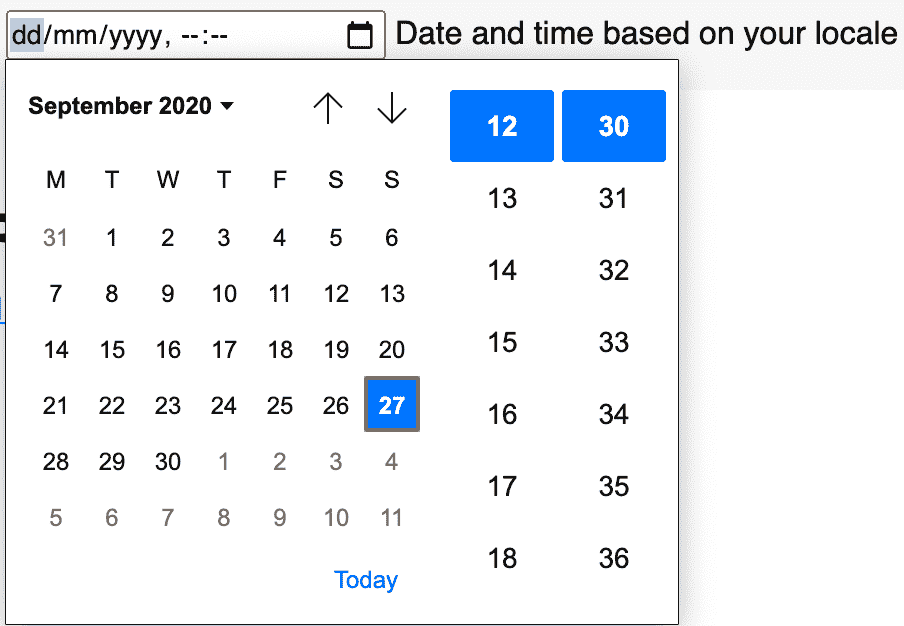 dd/mm/yyyy, --:-- Date and time based on your locale
September 2020
M T W T F S S
31 1 2 3 4 5 6
7 8 9 10 11 12 13
14 15 16 17 18 19 20
21 22 23 24 25 26 27
28 29 30 1 2 3 4
5 6 7 8 9 10 11
Today
12 30
13 31
14 32
15 33
16 34
17 35
18 36